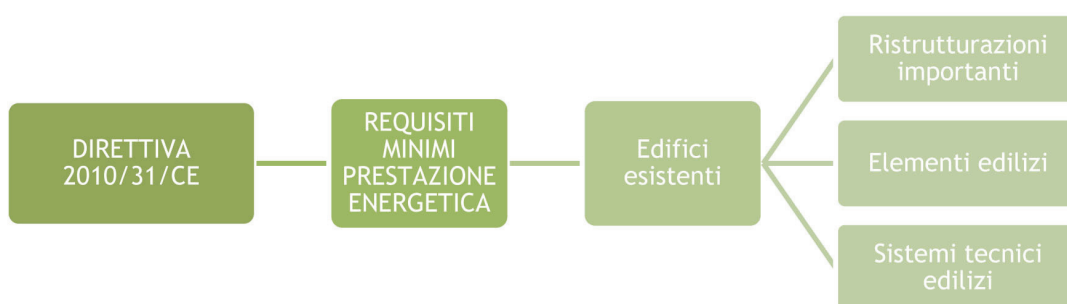 DIRETTIVA
2010/31/CE
REQUISITI
MINIMI
PRESTAZIONE
ENERGETICA
Edifici
esistenti
Ristrutturazioni
importanti
Elementi edilizi
Sistemi tecnici
edilizi